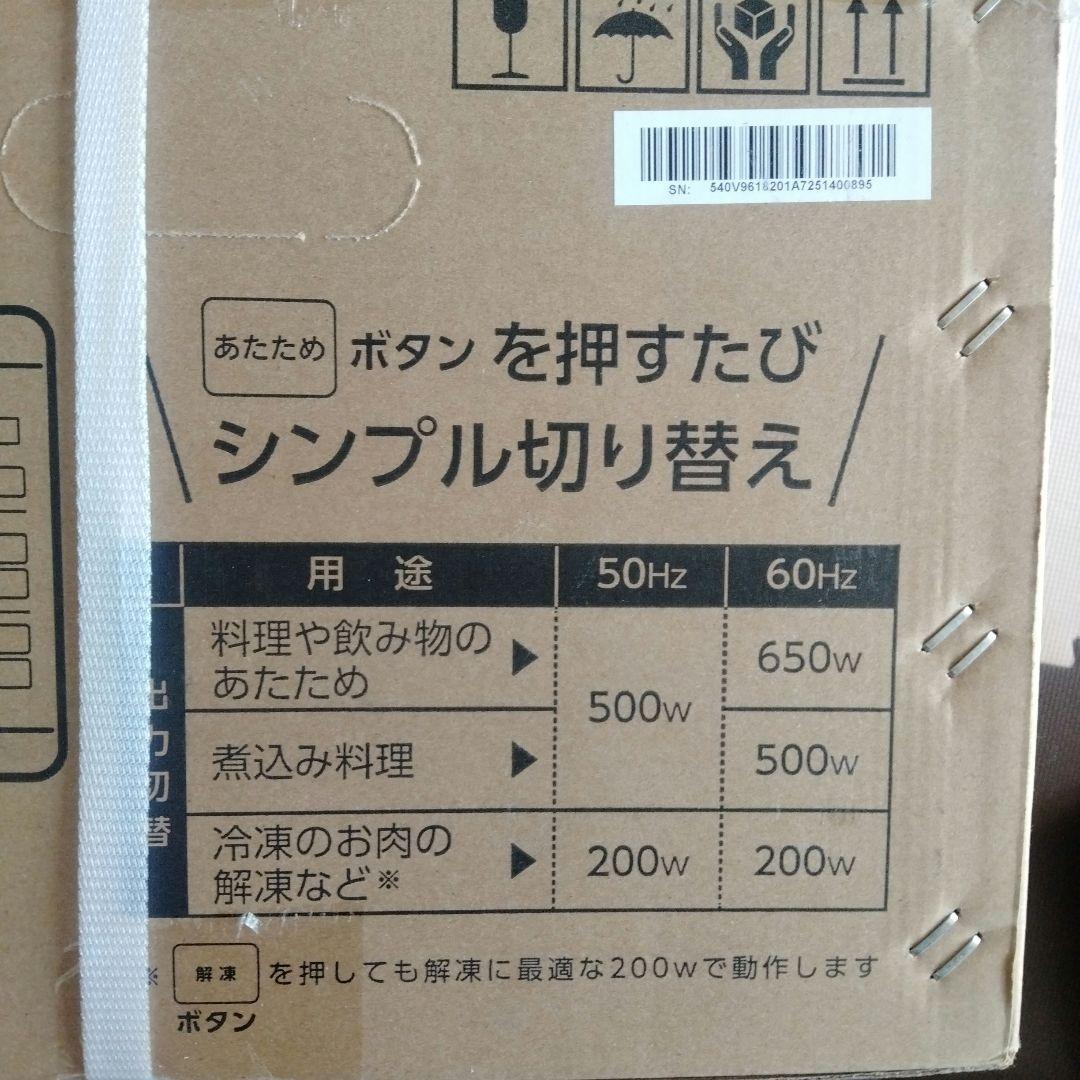 SN: 540V9618201A7251400895
あたため ボタン を押すたび
シンプル切り替え
用途 50Hz 60Hz
出力切替
料理や飲み物の
あたため
500W
650W
煮込み料理
500W
冷凍のお肉の
解凍など※
200W 200W
※ 解凍 を押しても解凍に最適な200Wで動作します
ボタン